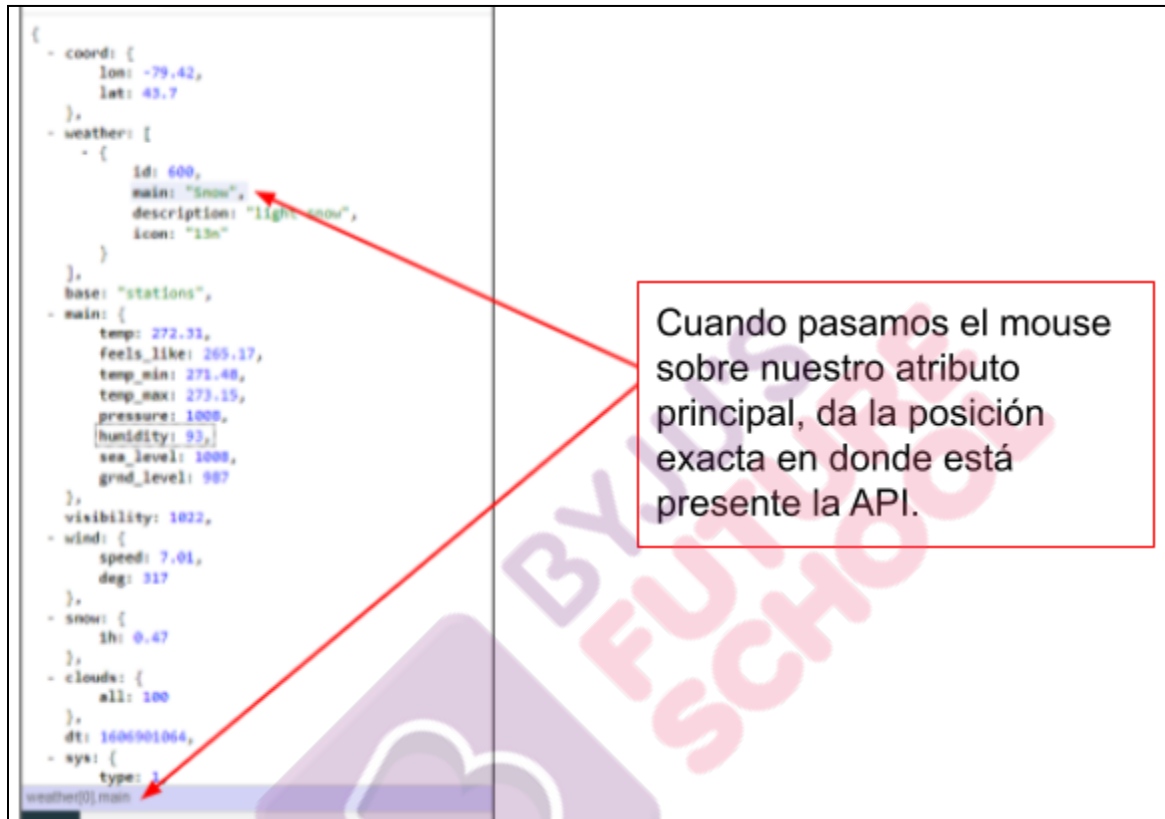 {
- coord: {
lon: -79.42,
lat: 43.7
},
- weather: [
- {
id: 600,
main: "Snow",
description: "light snow",
icon: "13n"
}
],
base: "stations",
- main: {
temp: 272.31,
feels_like: 265.17,
temp_min: 271.48,
temp_max: 273.15,
pressure: 1008,
humidity: 93,
sea_level: 1008,
grnd_level: 987
},
visibility: 1022,
- wind: {
speed: 7.01,
deg: 317
},
- snow: {
1h: 0.47
},
- clouds: {
all: 100
},
dt: 1606901064,
- sys: {
type: 1
weather[0].main
Cuando pasamos el mouse
sobre nuestro atributo
principal, da la posición
exacta en donde está
presente la API.
BYJU'S
FUTURE
SCHOOL